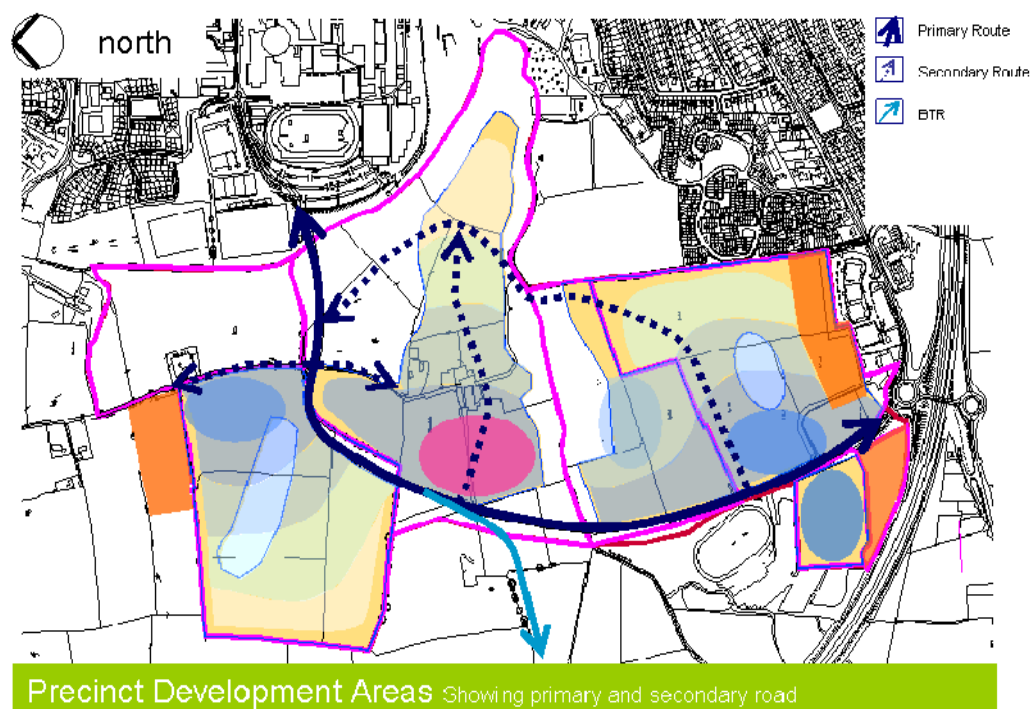 north
Primary Route
Secondary Route
BTR
Precinct Development Areas Showing primary and secondary road